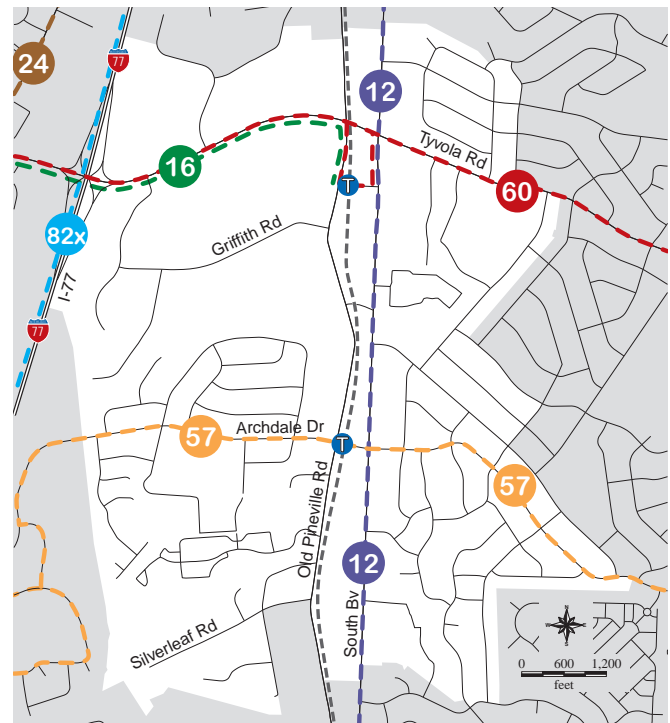 24
77
12
Tyvola Rd
16
60
T
82x
Griffith Rd
I-77
77
57
Archdale Dr
T
57
Old Pineville Rd
12
South Bv
Silverleaf Rd
N
W
E
S
0 600 1,200
feet